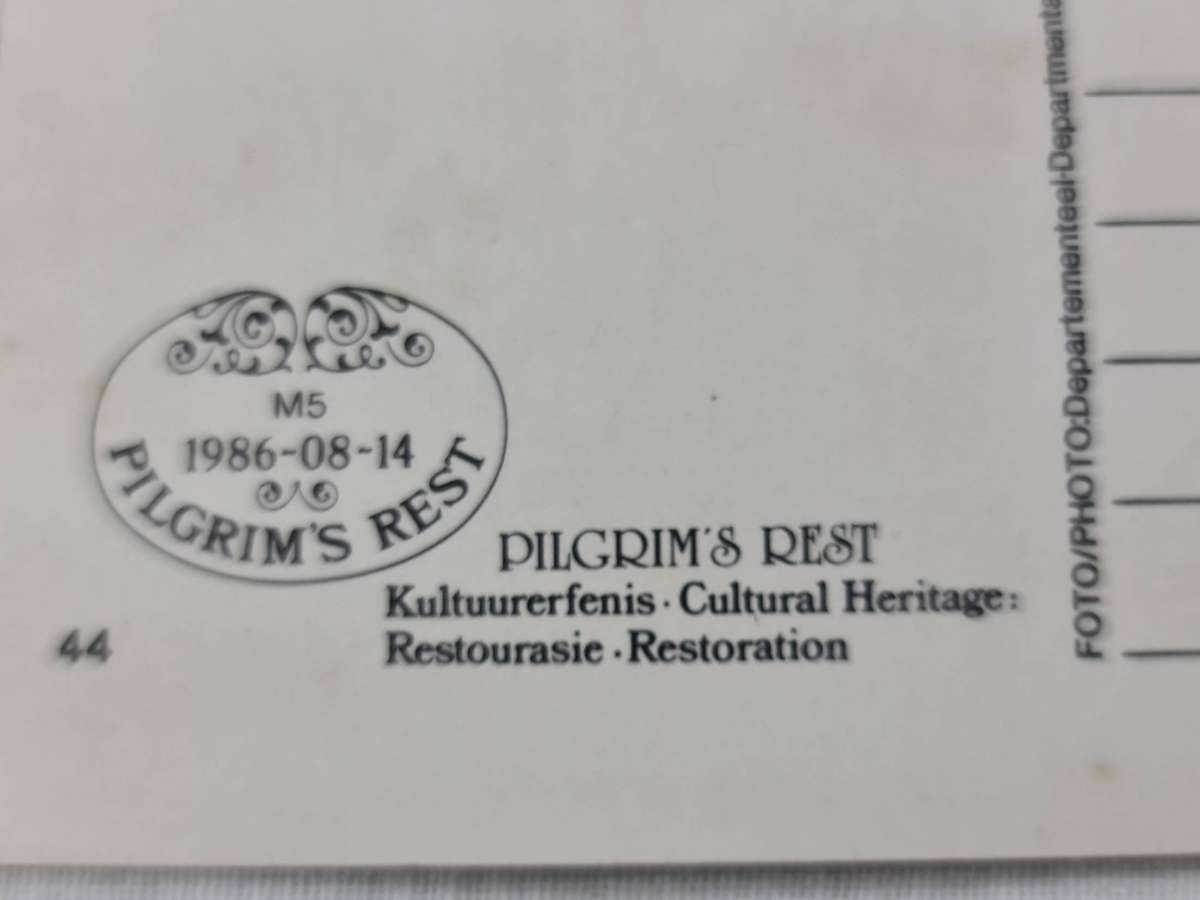 M5
1986-08-14
PILGRIM'S REST
PILGRIM'S REST
Kultuurerfenis · Cultural Heritage:
Restourasie · Restoration
44
FOTO/PHOTO:Departementeel-Departmenta